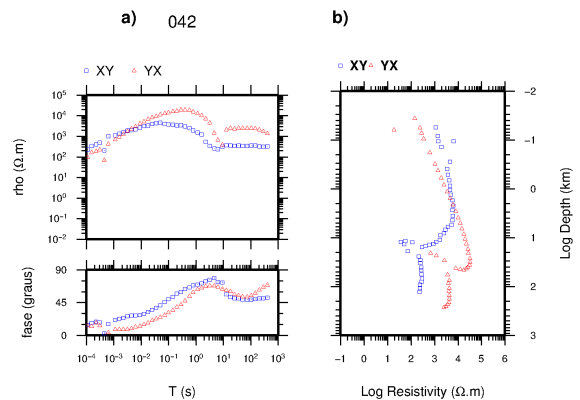 a) 042 b)
XY YX XY YX
10⁵
10⁴
10³
10²
10¹
10⁰
10⁻¹
10⁻²
rho (Ω.m)
90
45
0
fase (graus)
10⁻⁴ 10⁻³ 10⁻² 10⁻¹ 10⁰ 10¹ 10² 10³
T (s)
−2
−1
0
1
2
3
Log Depth (km)
−1 0 1 2 3 4 5 6
Log Resistivity (Ω.m)